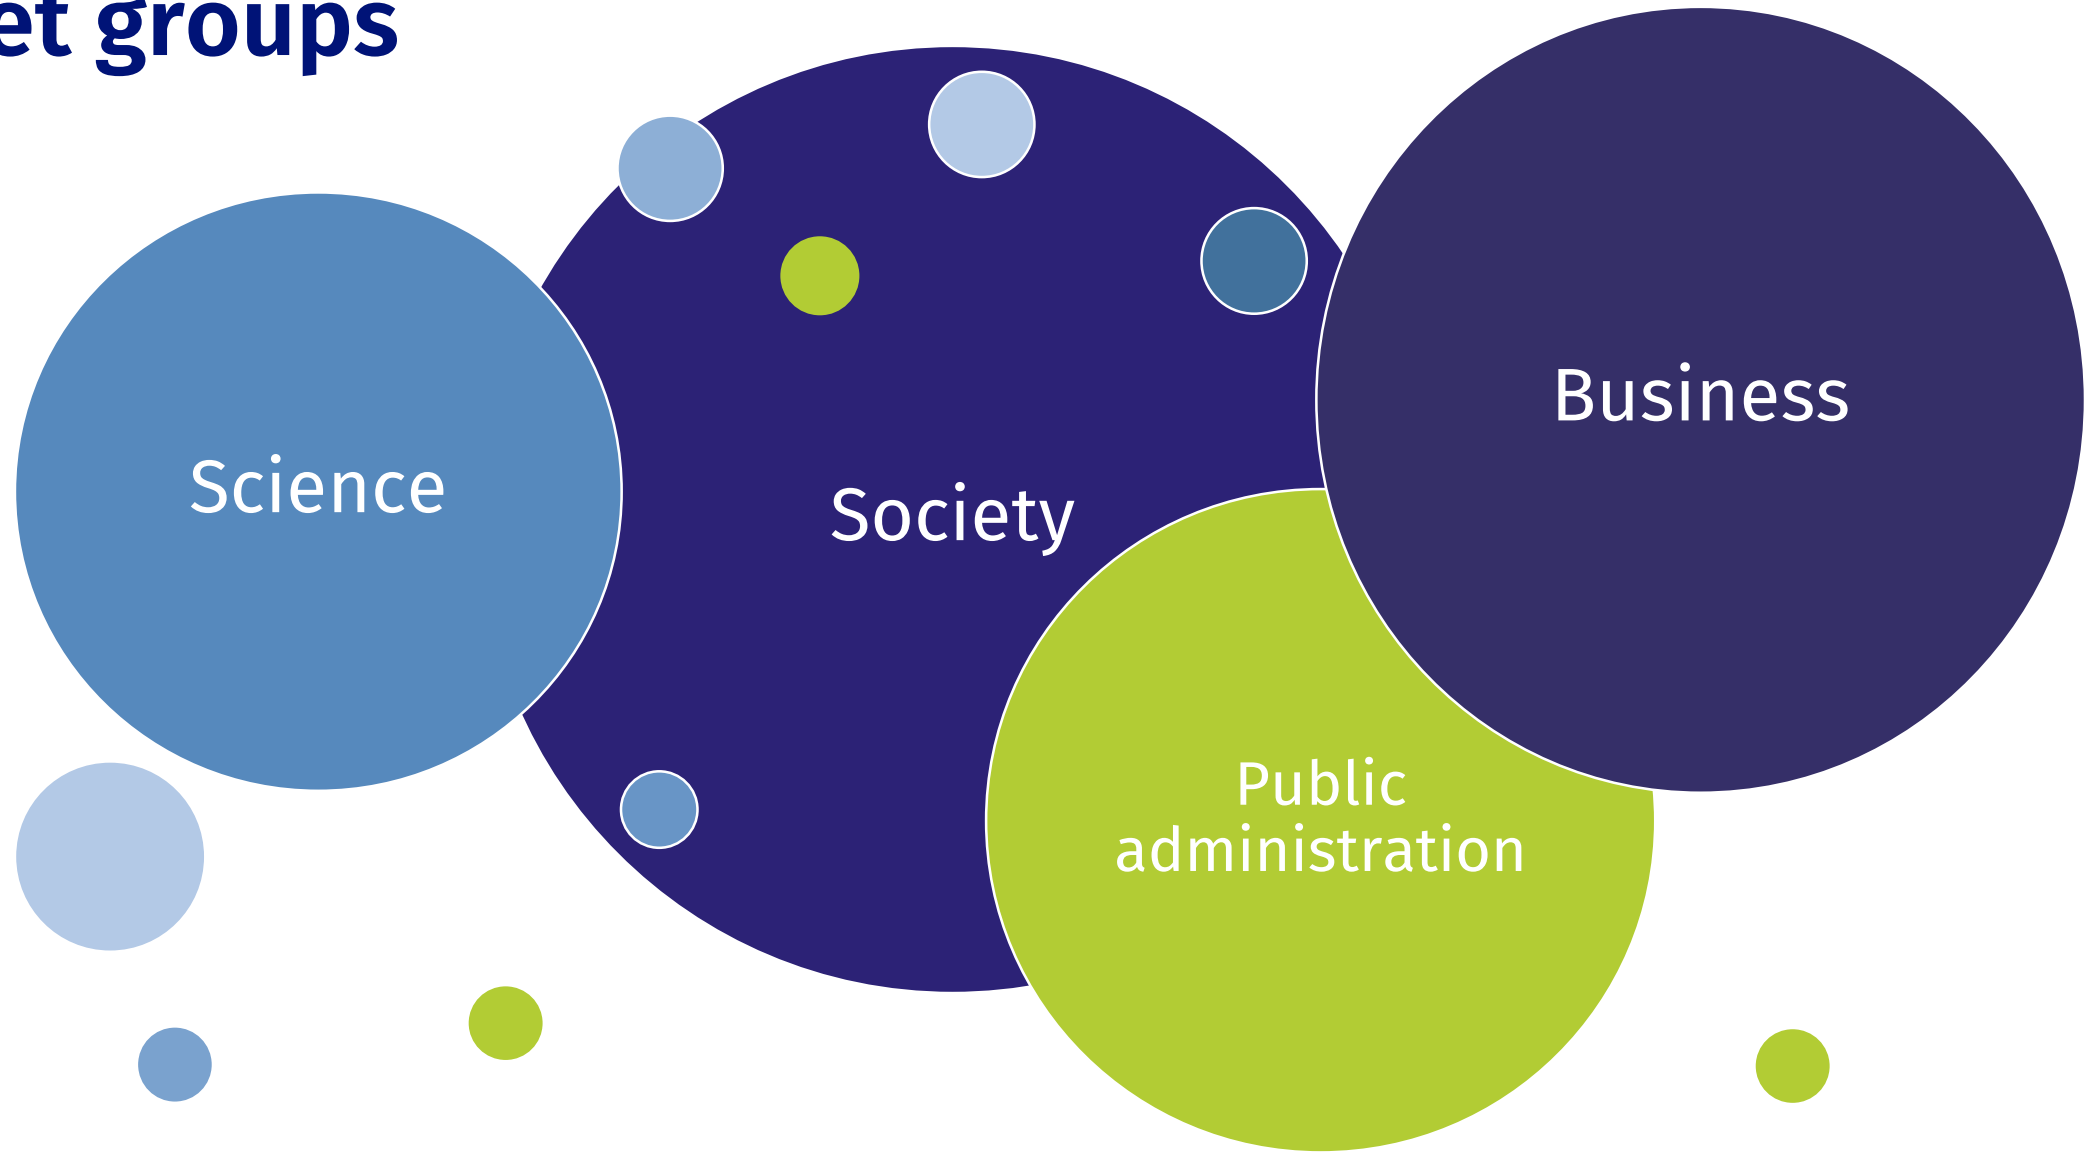 et groups
Science
Society
Business
Public
administration